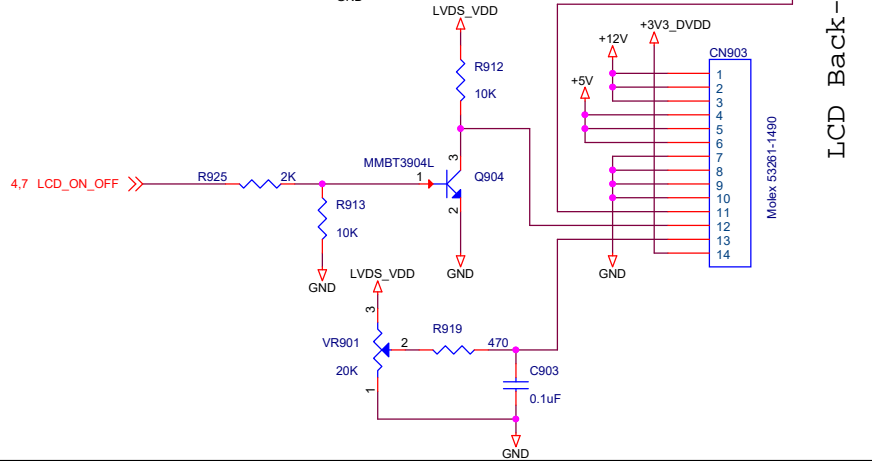 GND
LVDS_VDD
+3V3_DVDD
+12V
CN903
R912
10K
+5V
1
2
3
4
5
6
7
8
9
10
11
12
13
14
Molex 53261-1490
LCD Back-
MMBT3904L
3
1
Q904
2
4,7 LCD_ON_OFF
R925
2K
R913
10K
GND
GND
GND
LVDS_VDD
3
VR901
20K
2
1
R919
470
C903
0.1uF
GND